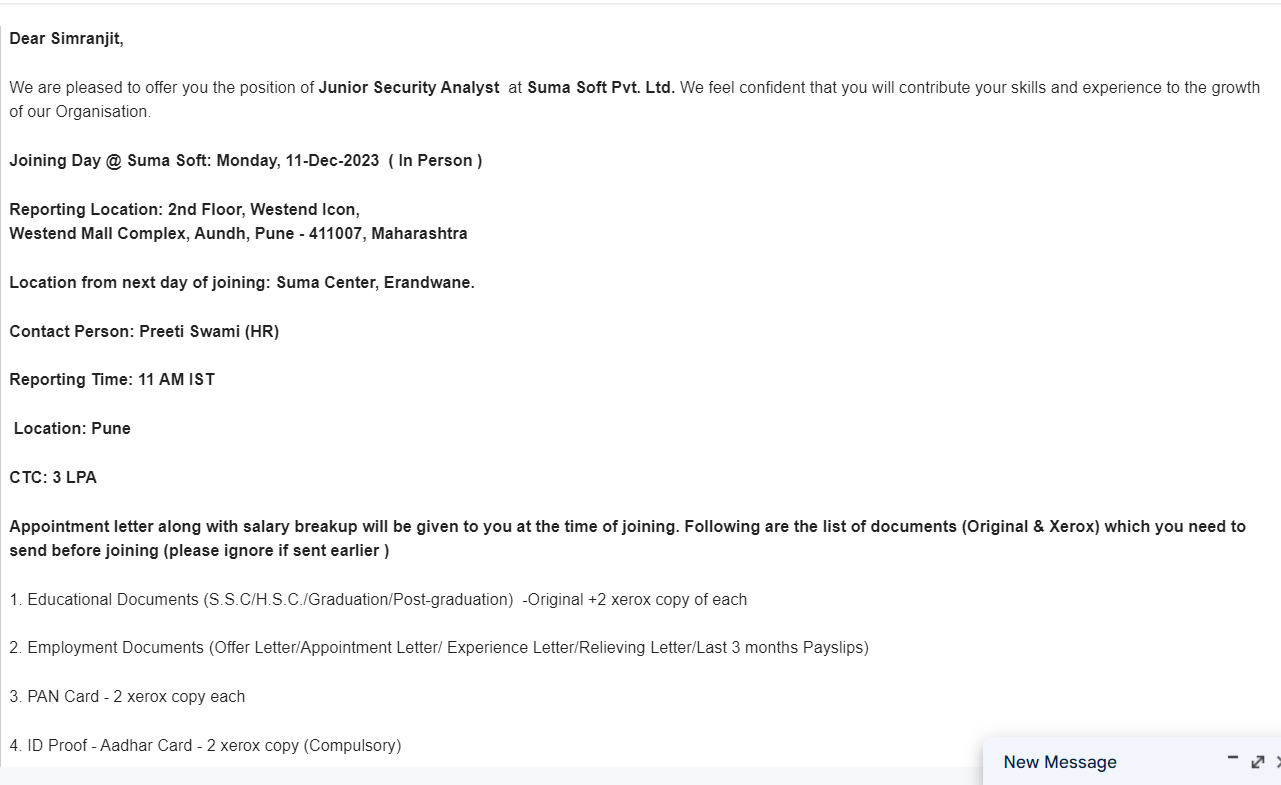 Dear Simranjit,
We are pleased to offer you the position of Junior Security Analyst at Suma Soft Pvt. Ltd. We feel confident that you will contribute your skills and experience to the growth
of our Organisation.
Joining Day @ Suma Soft: Monday, 11-Dec-2023 ( In Person )
Reporting Location: 2nd Floor, Westend Icon,
Westend Mall Complex, Aundh, Pune - 411007, Maharashtra
Location from next day of joining: Suma Center, Erandwane.
Contact Person: Preeti Swami (HR)
Reporting Time: 11 AM IST
Location: Pune
CTC: 3 LPA
Appointment letter along with salary breakup will be given to you at the time of joining. Following are the list of documents (Original & Xerox) which you need to
send before joining (please ignore if sent earlier )
1. Educational Documents (S.S.C/H.S.C./Graduation/Post-graduation) -Original +2 xerox copy of each
2. Employment Documents (Offer Letter/Appointment Letter/ Experience Letter/Relieving Letter/Last 3 months Payslips)
3. PAN Card - 2 xerox copy each
4. ID Proof - Aadhar Card - 2 xerox copy (Compulsory)
New Message